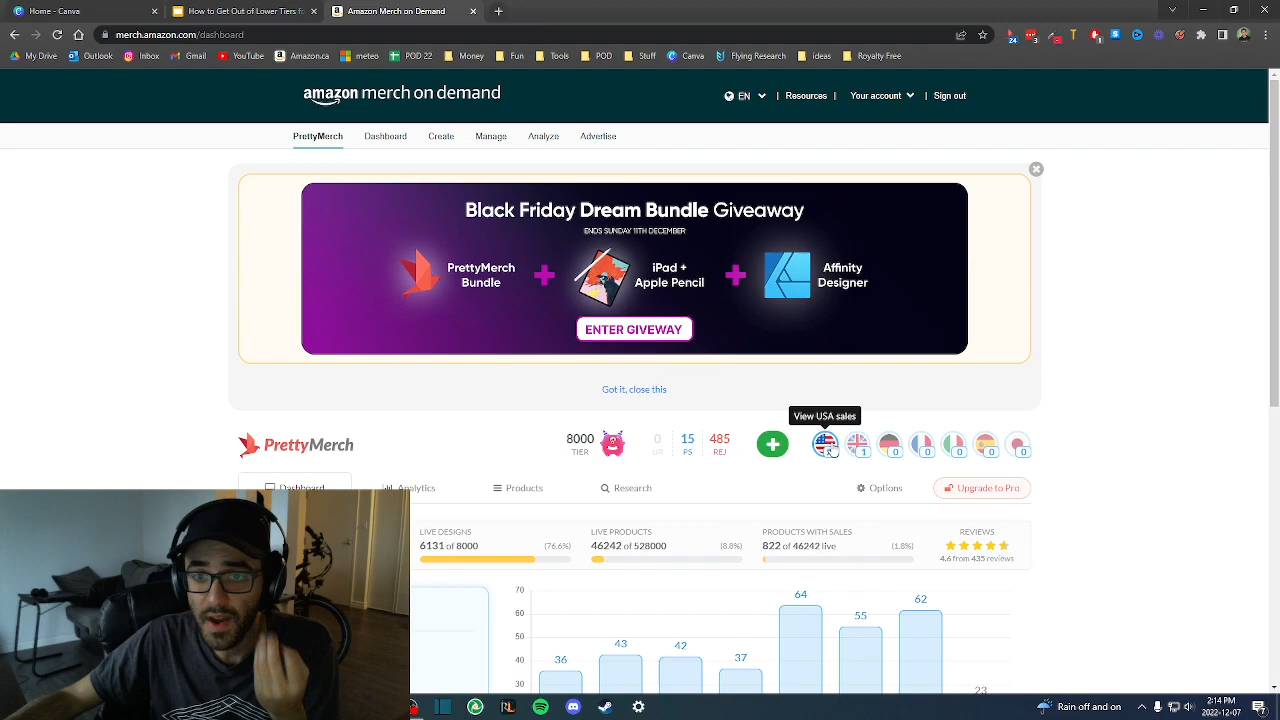 Home - Canva
How to Get Out of Tiers Fast
Amazon Merch
merch.amazon.com/dashboard
My Drive
Outlook
Inbox
Gmail
YouTube
Amazon.ca
meteo
POD 22
Money
Fun
Tools
POD
Stuff
Canva
Flying Research
ideas
Royalty Free
amazon merch on demand
EN
Resources
Your account
Sign out
PrettyMerch
Dashboard
Create
Manage
Analyze
Advertise
Black Friday Dream Bundle Giveaway
ENDS SUNDAY 11TH DECEMBER
PrettyMerch
Bundle
+
iPad +
Apple Pencil
+
Affinity
Designer
ENTER GIVEWAY
Got it, close this
View USA sales
PrettyMerch
8000
TIER
0
UR
15
PS
485
REJ
1
0
0
0
0
0
Dashboard
Analytics
Products
Research
Options
Upgrade to Pro
LIVE DESIGNS
6131 of 8000
(76.6%)
LIVE PRODUCTS
46242 of 528000
(8.8%)
PRODUCTS WITH SALES
822 of 46242 live
(1.8%)
REVIEWS
4.6 from 435 reviews
70
60
50
40
30
36
43
42
37
64
55
62
23
Rain off and on
2:14 PM
2022-12-07